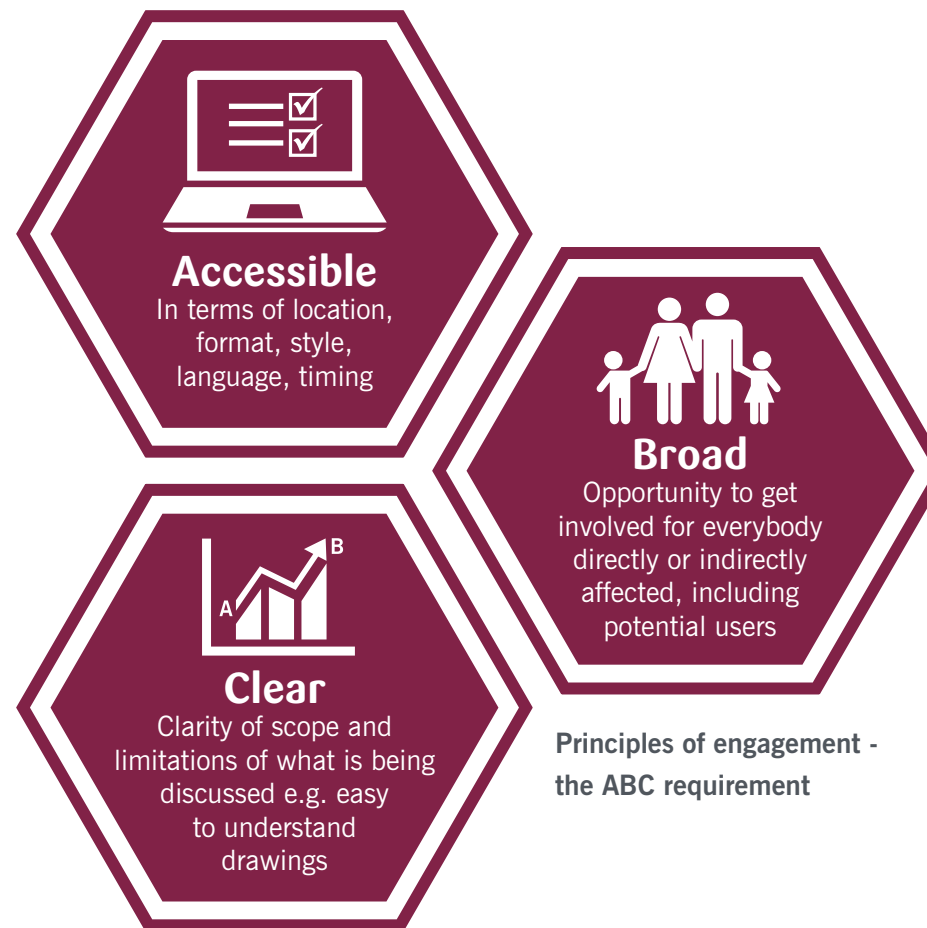 Accessible
In terms of location,
format, style,
language, timing
Broad
Opportunity to get
involved for everybody
directly or indirectly
affected, including
potential users
A
B
Clear
Clarity of scope and
limitations of what is being
discussed e.g. easy
to understand
drawings
Principles of engagement -
the ABC requirement